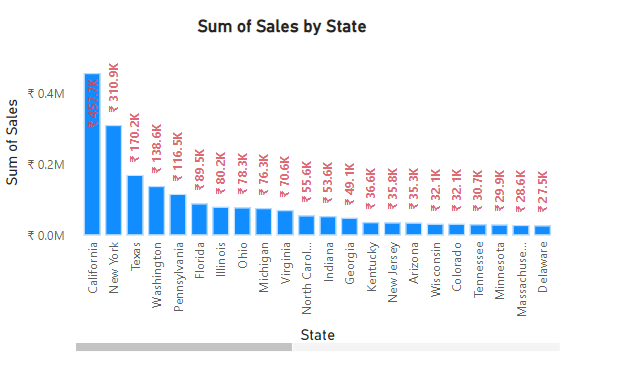 Sum of Sales by State
Sum of Sales
₹ 0.4M
₹ 0.2M
₹ 0.0M
₹ 310.9K
₹ 170.2K
₹ 138.6K
₹ 116.5K
₹ 89.5K
₹ 80.2K
₹ 78.3K
₹ 76.3K
₹ 70.6K
₹ 55.6K
₹ 53.6K
₹ 49.1K
₹ 36.6K
₹ 35.8K
₹ 35.3K
₹ 32.1K
₹ 32.1K
₹ 30.7K
₹ 29.9K
₹ 28.6K
₹ 27.5K
California
New York
Texas
Washington
Pennsylvania
Florida
Illinois
Ohio
Michigan
Virginia
North Carol...
Indiana
Georgia
Kentucky
New Jersey
Arizona
Wisconsin
Colorado
Tennessee
Minnesota
Massachuse...
Delaware
State